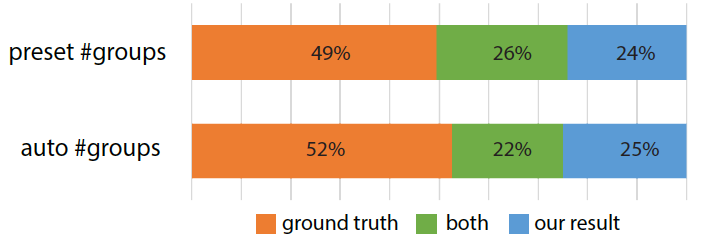 preset #groups 49% 26% 24%
auto #groups 52% 22% 25%
ground truth both our result